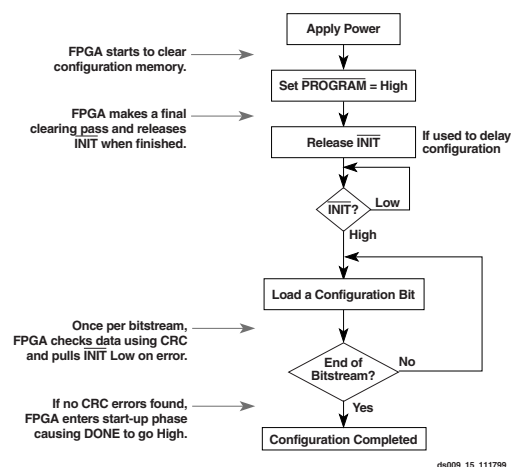 Apply Power
FPGA starts to clear
configuration memory.
Set PROGRAM = High
FPGA makes a final
clearing pass and releases
INIT when finished.
Release INIT
If used to delay
configuration
INIT?
Low
High
Load a Configuration Bit
Once per bitstream,
FPGA checks data using CRC
and pulls INIT Low on error.
End of
Bitstream?
No
Yes
If no CRC errors found,
FPGA enters start-up phase
causing DONE to go High.
Configuration Completed
ds009_15_111799